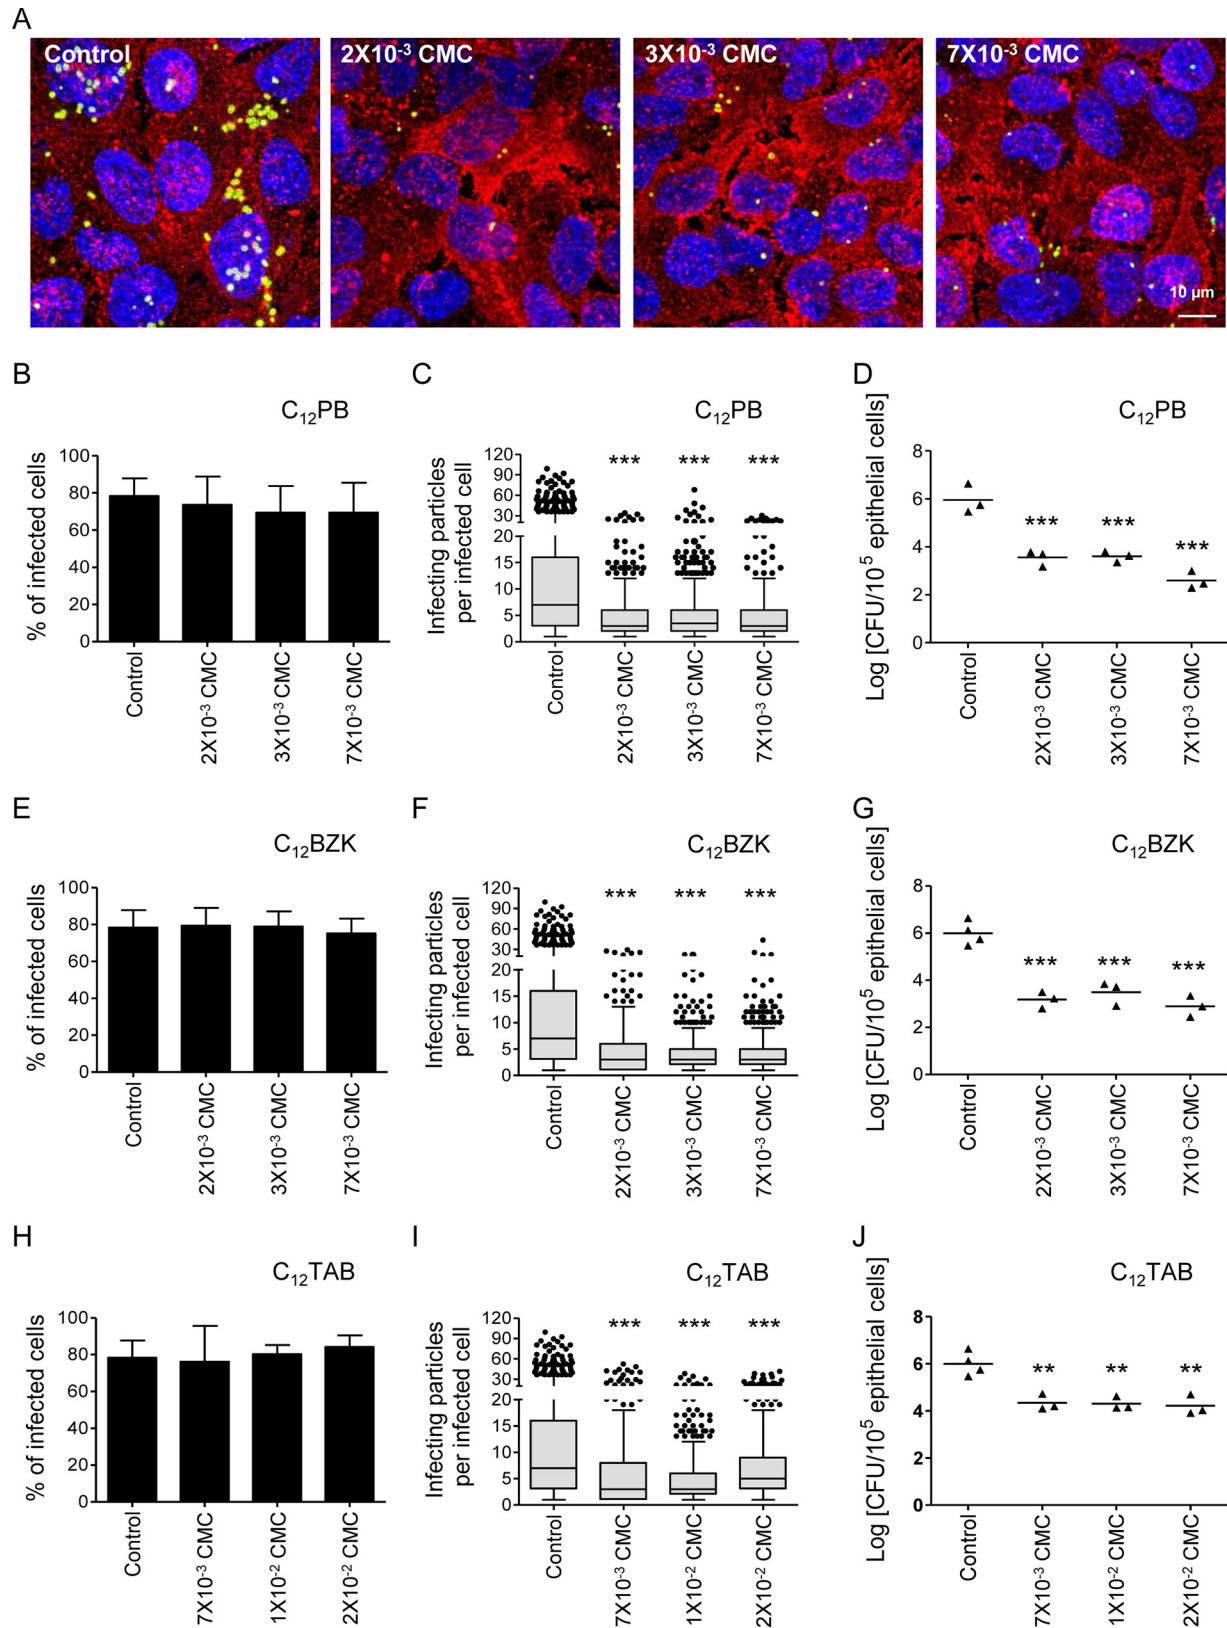 A
Control
2X10⁻³ CMC
3X10⁻³ CMC
7X10⁻³ CMC
10 µm
B
C₁₂PB
% of infected cells
100
80
60
40
20
0
Control
2X10⁻³ CMC
3X10⁻³ CMC
7X10⁻³ CMC
C
C₁₂PB
Infecting particles
per infected cell
120
90
60
30
20
15
10
5
0
***
***
***
Control
2X10⁻³ CMC
3X10⁻³ CMC
7X10⁻³ CMC
D
C₁₂PB
Log [CFU/10⁵ epithelial cells]
8
6
4
2
0
***
***
***
Control
2X10⁻³ CMC
3X10⁻³ CMC
7X10⁻³ CMC
E
C₁₂BZK
% of infected cells
100
80
60
40
20
0
Control
2X10⁻³ CMC
3X10⁻³ CMC
7X10⁻³ CMC
F
C₁₂BZK
Infecting particles
per infected cell
120
90
60
30
20
15
10
5
0
***
***
***
Control
2X10⁻³ CMC
3X10⁻³ CMC
7X10⁻³ CMC
G
C₁₂BZK
Log [CFU/10⁵ epithelial cells]
8
6
4
2
0
***
***
***
Control
2X10⁻³ CMC
3X10⁻³ CMC
7X10⁻³ CMC
H
C₁₂TAB
% of infected cells
100
80
60
40
20
0
Control
7X10⁻³ CMC
1X10⁻² CMC
2X10⁻² CMC
I
C₁₂TAB
Infecting particles
per infected cell
120
90
60
30
20
15
10
5
0
***
***
***
Control
7X10⁻³ CMC
1X10⁻² CMC
2X10⁻² CMC
J
C₁₂TAB
Log [CFU/10⁵ epithelial cells]
8
6
4
2
0
**
**
**
Control
7X10⁻³ CMC
1X10⁻² CMC
2X10⁻² CMC